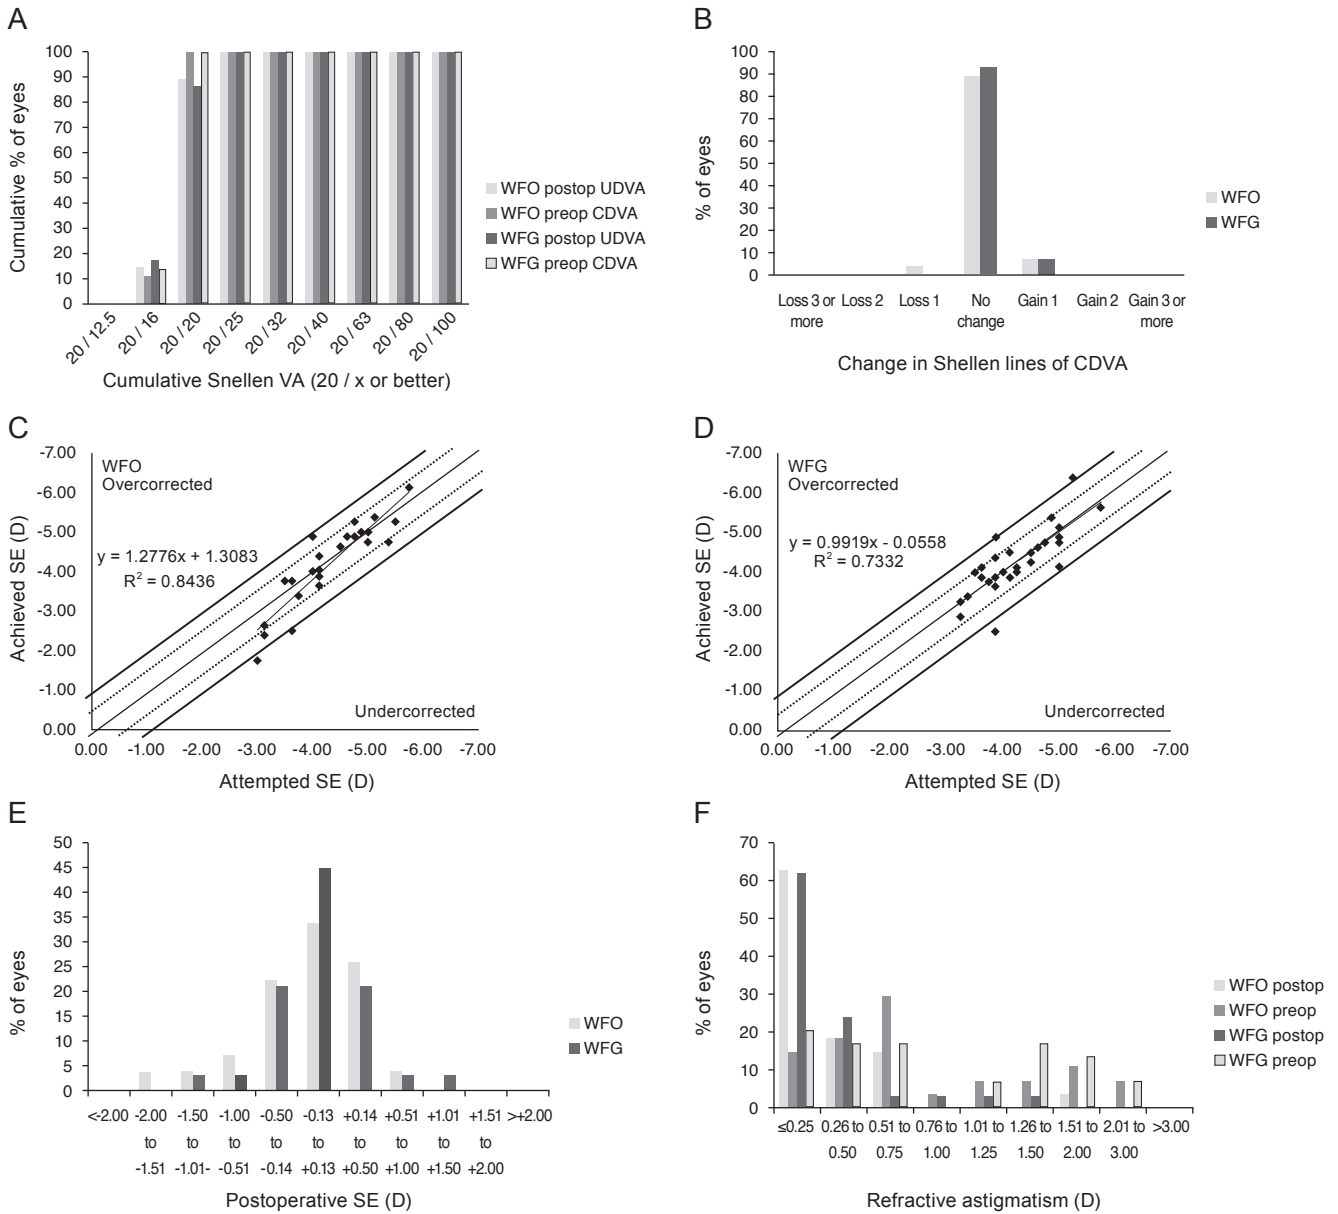 A
100
90
80
70
60
50
40
30
20
10
0
Cumulative % of eyes
20 / 12.5
20 / 16
20 / 20
20 / 25
20 / 32
20 / 40
20 / 63
20 / 80
20 / 100
Cumulative Snellen VA (20 / x or better)
WFO postop UDVA
WFO preop CDVA
WFG postop UDVA
WFG preop CDVA
B
100
90
80
70
60
50
40
30
20
10
0
% of eyes
Loss 3 or more
Loss 2
Loss 1
No change
Gain 1
Gain 2
Gain 3 or more
Change in Shellen lines of CDVA
WFO
WFG
C
-7.00
-6.00
-5.00
-4.00
-3.00
-2.00
-1.00
0.00
Achieved SE (D)
WFO
Overcorrected
y = 1.2776x + 1.3083
R² = 0.8436
Undercorrected
0.00 -1.00 -2.00 -3.00 -4.00 -5.00 -6.00 -7.00
Attempted SE (D)
D
-7.00
-6.00
-5.00
-4.00
-3.00
-2.00
-1.00
0.00
Achieved SE (D)
WFG
Overcorrected
y = 0.9919x - 0.0558
R² = 0.7332
Undercorrected
0.00 -1.00 -2.00 -3.00 -4.00 -5.00 -6.00 -7.00
Attempted SE (D)
E
50
45
40
35
30
25
20
15
10
5
0
% of eyes
<-2.00 -2.00 -1.50 -1.00 -0.50 -0.13 +0.14 +0.51 +1.01 +1.51 >+2.00
to to to to to to to to to
-1.51 -1.01- -0.51 -0.14 +0.13 +0.50 +1.00 +1.50 +2.00
Postoperative SE (D)
WFO
WFG
F
70
60
50
40
30
20
10
0
% of eyes
≤0.25 0.26 to 0.51 to 0.76 to 1.01 to 1.26 to 1.51 to 2.01 to >3.00
0.50 0.75 1.00 1.25 1.50 2.00 3.00
Refractive astigmatism (D)
WFO postop
WFO preop
WFG postop
WFG preop